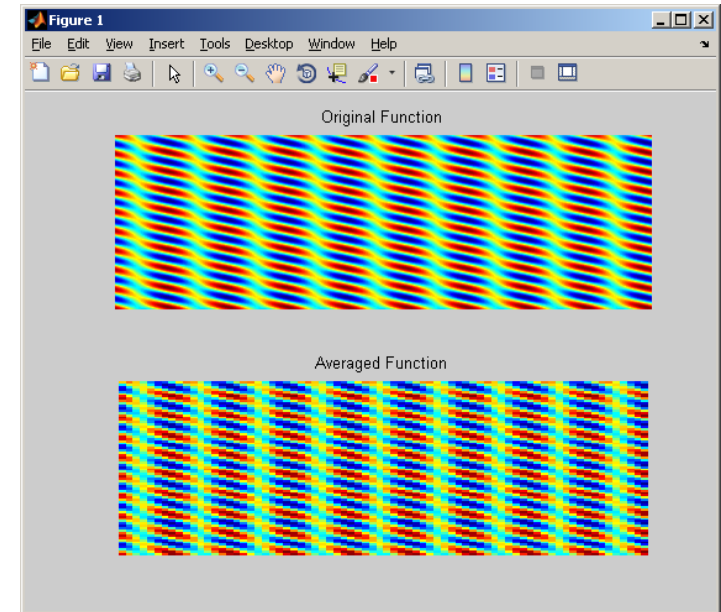 Figure 1
File Edit View Insert Tools Desktop Window Help
Original Function
Averaged Function